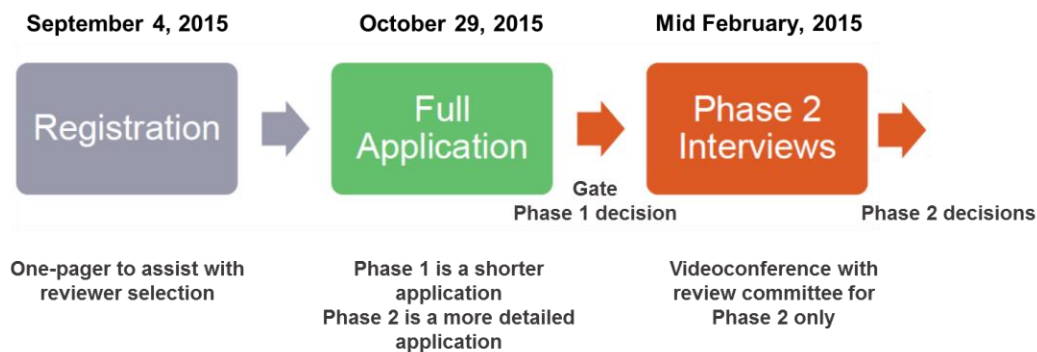 September 4, 2015
October 29, 2015
Mid February, 2015
Registration
Full
Application
Phase 2
Interviews
Gate
Phase 1 decision
Phase 2 decisions
One-pager to assist with
reviewer selection
Phase 1 is a shorter
application
Phase 2 is a more detailed
application
Videoconference with
review committee for
Phase 2 only